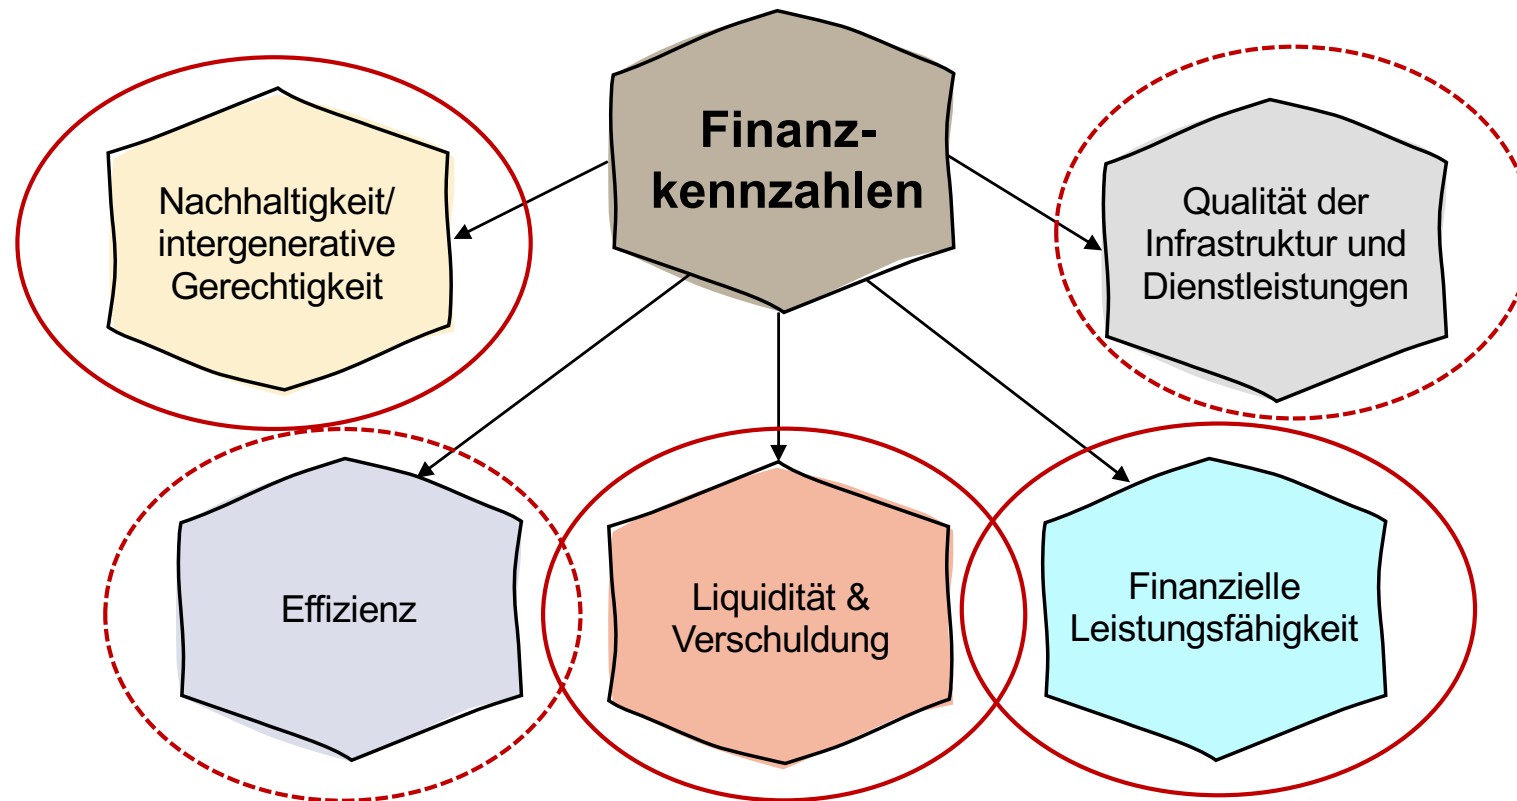 Finanz-
kennzahlen
Nachhaltigkeit/
intergenerative
Gerechtigkeit
Qualität der
Infrastruktur und
Dienstleistungen
Effizienz
Liquidität &
Verschuldung
Finanzielle
Leistungsfähigkeit